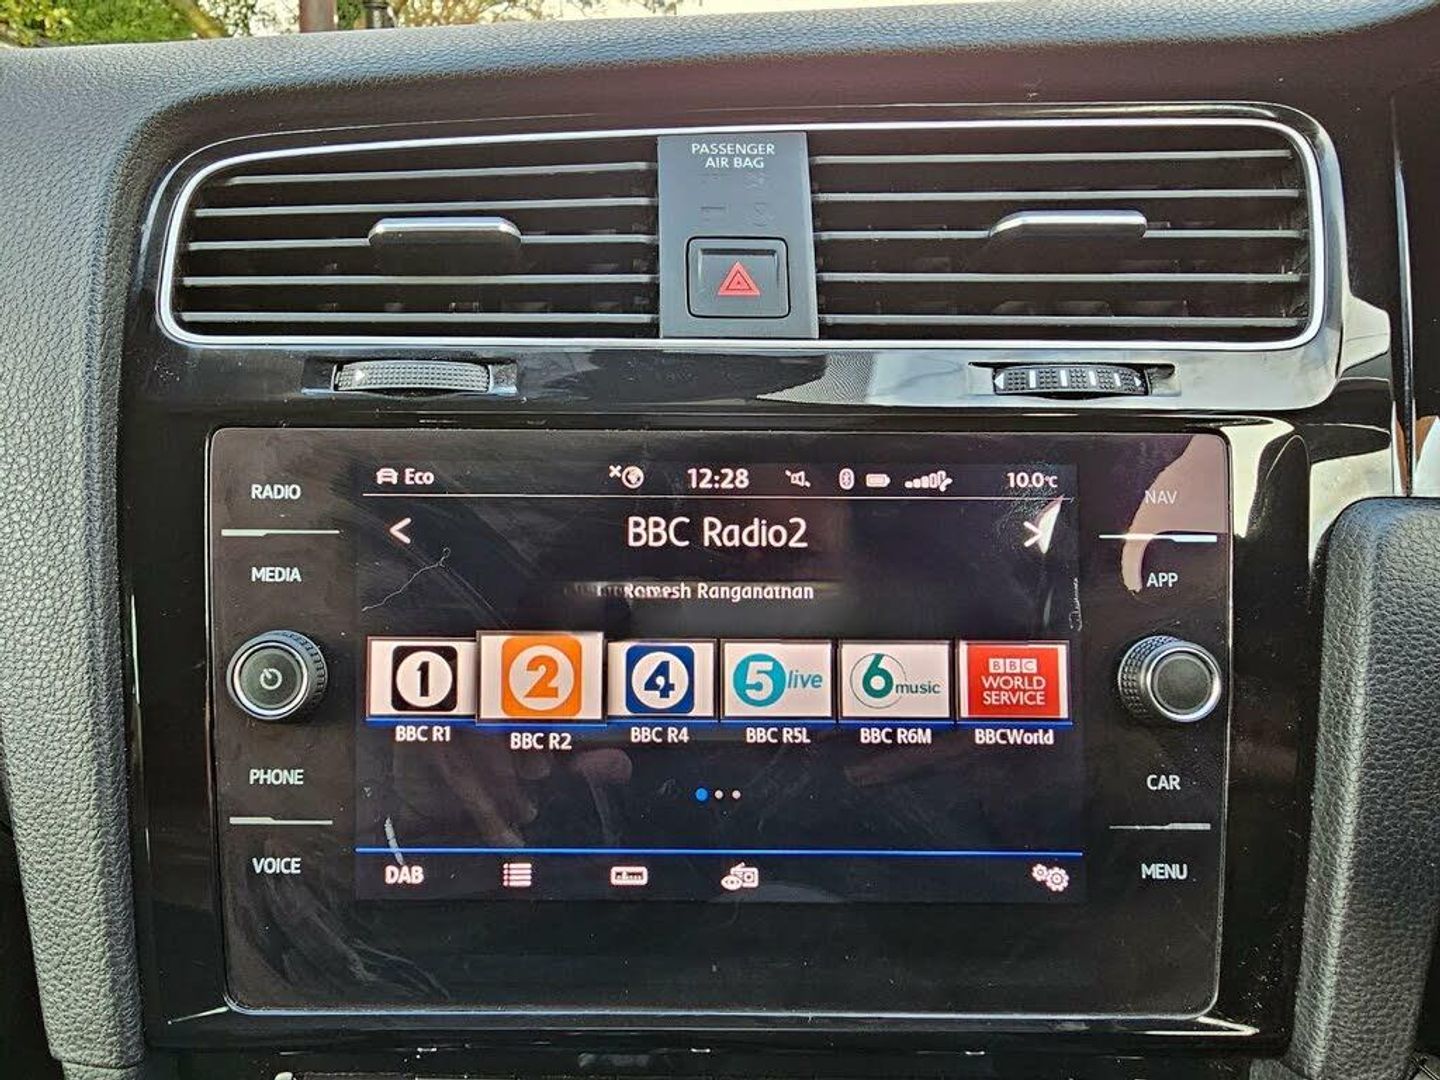 PASSENGER
AIR BAG
RADIO
MEDIA
PHONE
VOICE
NAV
APP
CAR
MENU
Eco 12:28 10.0°C
< BBC Radio2 >
Romesh Ranganathan
1 2 4 5 live 6 music BBC WORLD SERVICE
BBC R1 BBC R2 BBC R4 BBC R5L BBC R6M BBCWorld
DAB